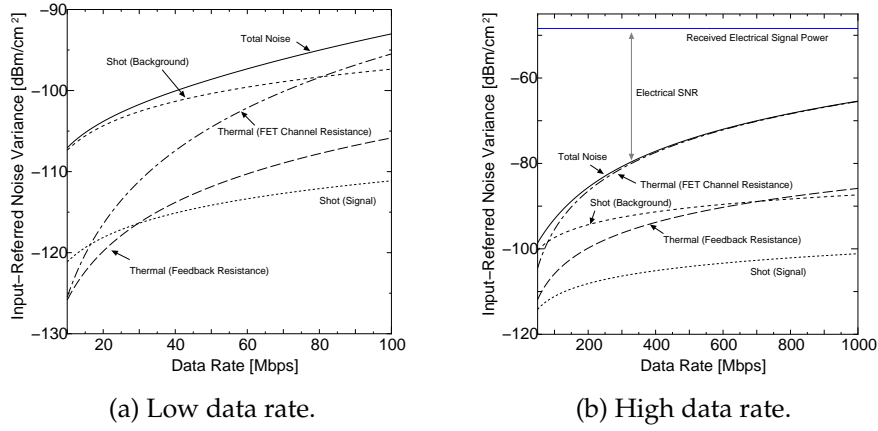 Input–Referred Noise Variance [dBm/cm²]
−90
−100
−110
−120
−130
Total Noise
Shot (Background)
Thermal (FET Channel Resistance)
Shot (Signal)
Thermal (Feedback Resistance)
20 40 60 80 100
Data Rate [Mbps]
(a) Low data rate.
Input–Referred Noise Variance [dBm/cm²]
−60
−80
−100
−120
Received Electrical Signal Power
Electrical SNR
Total Noise
Thermal (FET Channel Resistance)
Shot (Background)
Thermal (Feedback Resistance)
Shot (Signal)
200 400 600 800 1000
Data Rate [Mbps]
(b) High data rate.